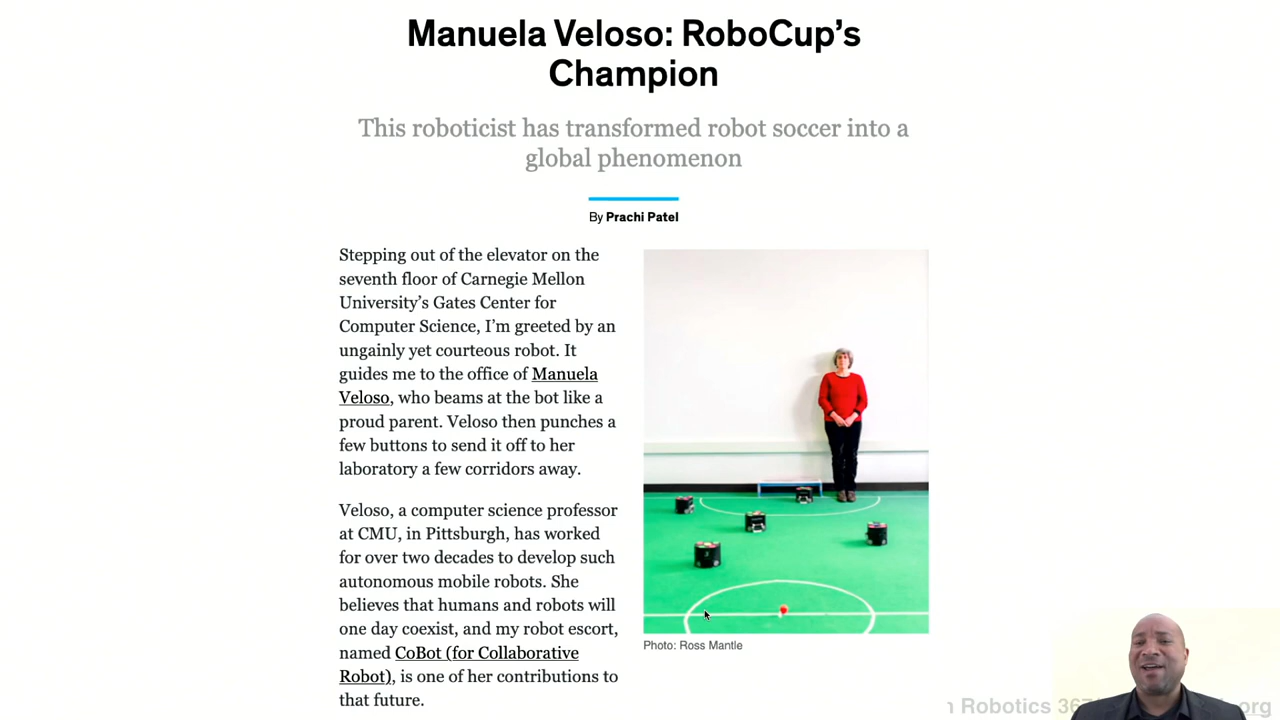 Manuela Veloso: RoboCup’s
Champion
This roboticist has transformed robot soccer into a
global phenomenon
By Prachi Patel
Stepping out of the elevator on the
seventh floor of Carnegie Mellon
University’s Gates Center for
Computer Science, I’m greeted by an
ungainly yet courteous robot. It
guides me to the office of Manuela
Veloso, who beams at the bot like a
proud parent. Veloso then punches a
few buttons to send it off to her
laboratory a few corridors away.
Veloso, a computer science professor
at CMU, in Pittsburgh, has worked
for over two decades to develop such
autonomous mobile robots. She
believes that humans and robots will
one day coexist, and my robot escort,
named CoBot (for Collaborative
Robot), is one of her contributions to
that future.
Photo: Ross Mantle
Robotics 36
org